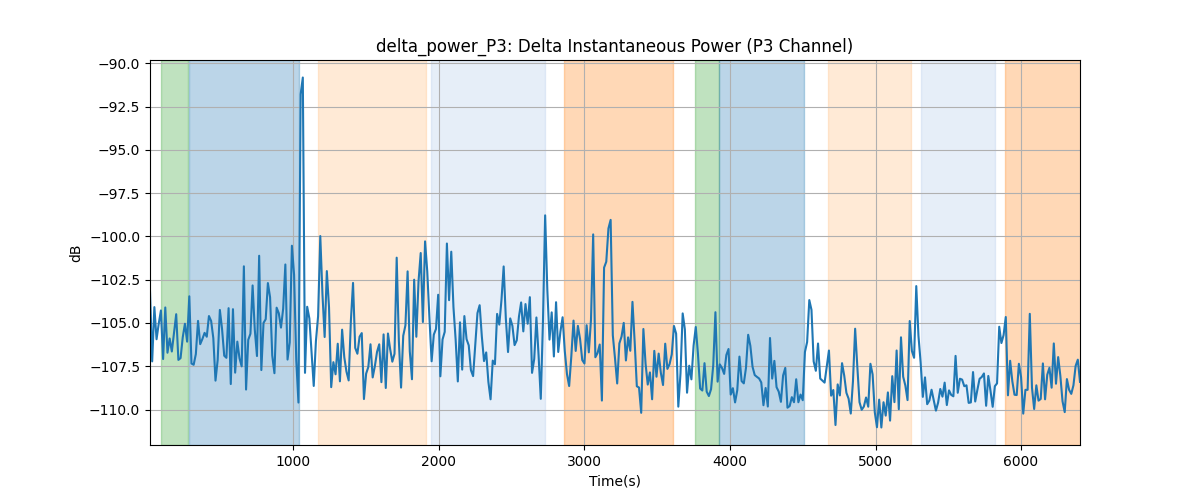 delta_power_P3: Delta Instantaneous Power (P3 Channel)
−90.0
−92.5
−95.0
−97.5
−100.0
−102.5
−105.0
−107.5
−110.0
dB
1000 2000 3000 4000 5000 6000
Time(s)